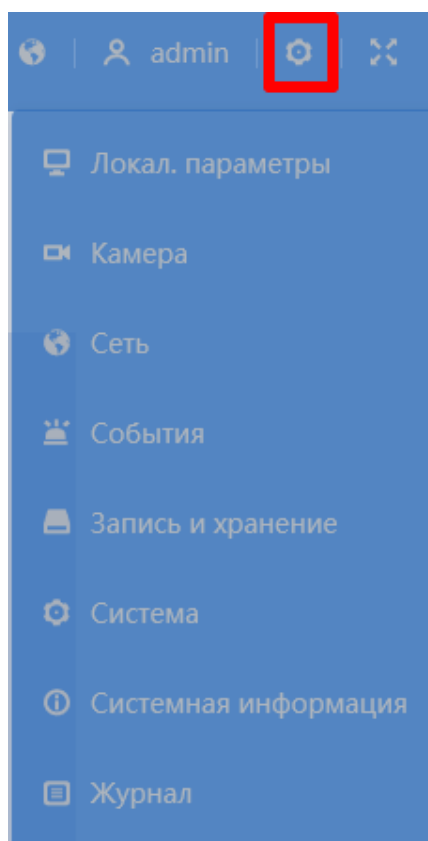 admin
Локал. параметры
Камера
Сеть
События
Запись и хранение
Система
Системная информация
Журнал